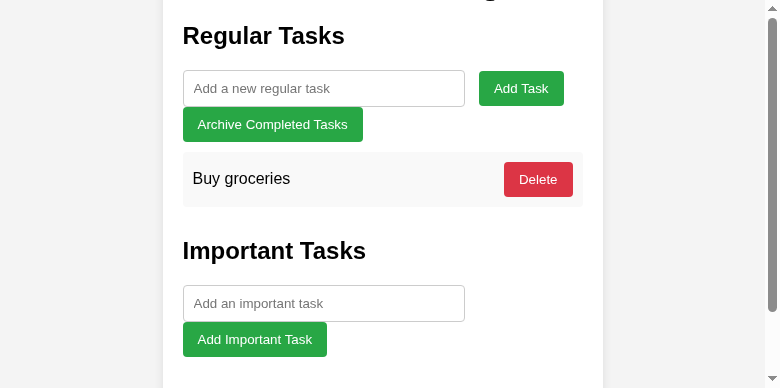 Regular Tasks
Add a new regular task
Add Task
Archive Completed Tasks
Buy groceries
Delete
Important Tasks
Add an important task
Add Important Task